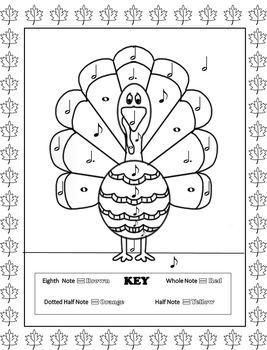 Eighth Note = Brown KEY Whole Note = Red
Dotted Half Note = Orange Half Note = Yellow